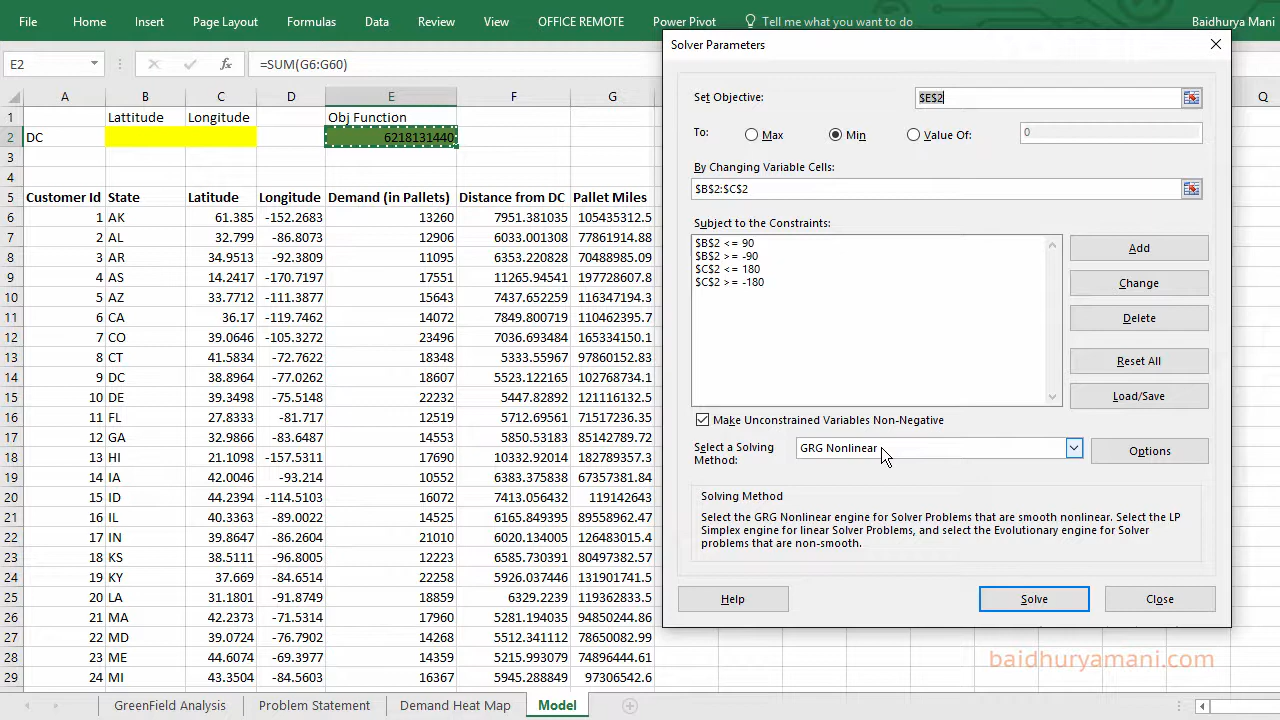 File Home Insert Page Layout Formulas Data Review View OFFICE REMOTE Power Pivot Tell me what you want to do Baidhurya Mani
E2 fx =SUM(G6:G60)
A B C D E F G Q
1 Lattitude Longitude Obj Function
2 DC 6218131440
3
4
5 Customer Id State Latitude Longitude Demand (in Pallets) Distance from DC Pallet Miles
6 1 AK 61.385 -152.2683 13260 7951.381035 105435312.5
7 2 AL 32.799 -86.8073 12906 6033.001308 77861914.88
8 3 AR 34.9513 -92.3809 11095 6353.220828 70488985.09
9 4 AS 14.2417 -170.7197 17551 11265.94541 197728607.8
10 5 AZ 33.7712 -111.3877 15643 7437.652259 116347194.3
11 6 CA 36.17 -119.7462 14072 7849.800719 110462395.7
12 7 CO 39.0646 -105.3272 23496 7036.693484 165334150.1
13 8 CT 41.5834 -72.7622 18348 5333.55967 97860152.83
14 9 DC 38.8964 -77.0262 18607 5523.122165 102768734.1
15 10 DE 39.3498 -75.5148 22232 5447.82892 121116132.5
16 11 FL 27.8333 -81.717 12519 5712.69561 71517236.35
17 12 GA 32.9866 -83.6487 14553 5850.53183 85142789.72
18 13 HI 21.1098 -157.5311 17690 10332.92014 182789357.3
19 14 IA 42.0046 -93.214 10552 6383.375838 67357381.84
20 15 ID 44.2394 -114.5103 16072 7413.056432 119142643
21 16 IL 40.3363 -89.0022 14525 6165.849395 89558962.47
22 17 IN 39.8647 -86.2604 21010 6020.134005 126483015.4
23 18 KS 38.5111 -96.8005 12223 6585.730391 80497382.57
24 19 KY 37.669 -84.6514 22258 5926.037446 131901741.5
25 20 LA 31.1801 -91.8749 18859 6329.2239 119362833.5
26 21 MA 42.2373 -71.5314 17960 5281.194035 94850244.86
27 22 MD 39.0724 -76.7902 14268 5512.341112 78650082.99
28 23 ME 44.6074 -69.3977 14359 5215.993079 74896444.61
29 24 MI 43.3504 -84.5603 16367 5945.288849 97306542.6
GreenField Analysis Problem Statement Demand Heat Map Model
Solver Parameters
Set Objective: $E$2
To: Max Min Value Of: 0
By Changing Variable Cells:
$B$2:$C$2
Subject to the Constraints:
$B$2 <= 90
$B$2 >= -90
$C$2 <= 180
$C$2 >= -180
Add
Change
Delete
Reset All
Load/Save
Make Unconstrained Variables Non-Negative
Select a Solving
Method:
GRG Nonlinear
Options
Solving Method
Select the GRG Nonlinear engine for Solver Problems that are smooth nonlinear. Select the LP
Simplex engine for linear Solver Problems, and select the Evolutionary engine for Solver
problems that are non-smooth.
Help Solve Close
baidhuryamani.com